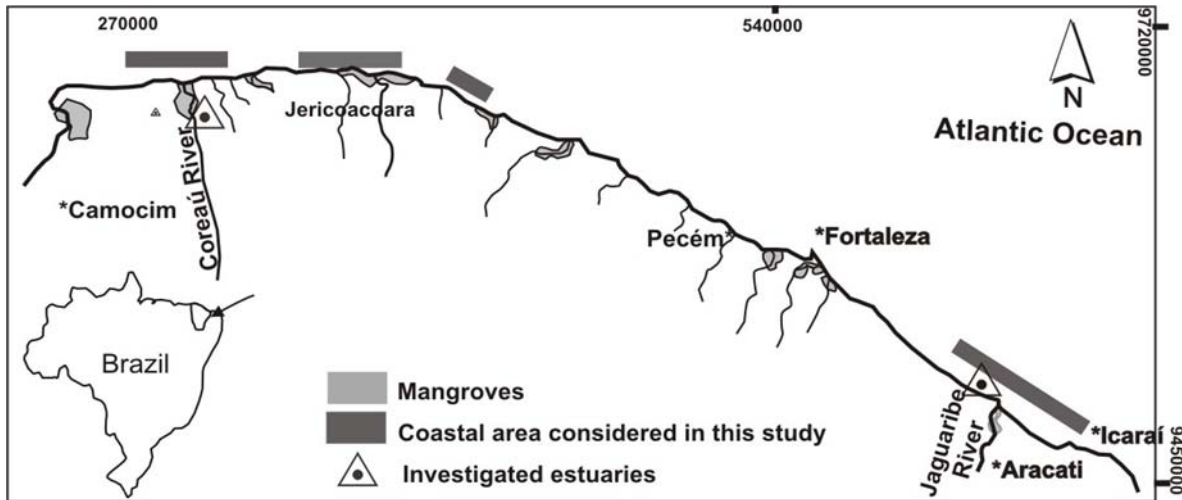 270000
540000
9720000
N
Atlantic Ocean
Jericoacoara
Coreaú River
*Camocim
Pecém*
*Fortaleza
Brazil
Mangroves
Coastal area considered in this study
Investigated estuaries
Jaguaribe
River
*Icaraí
*Aracati
9450000